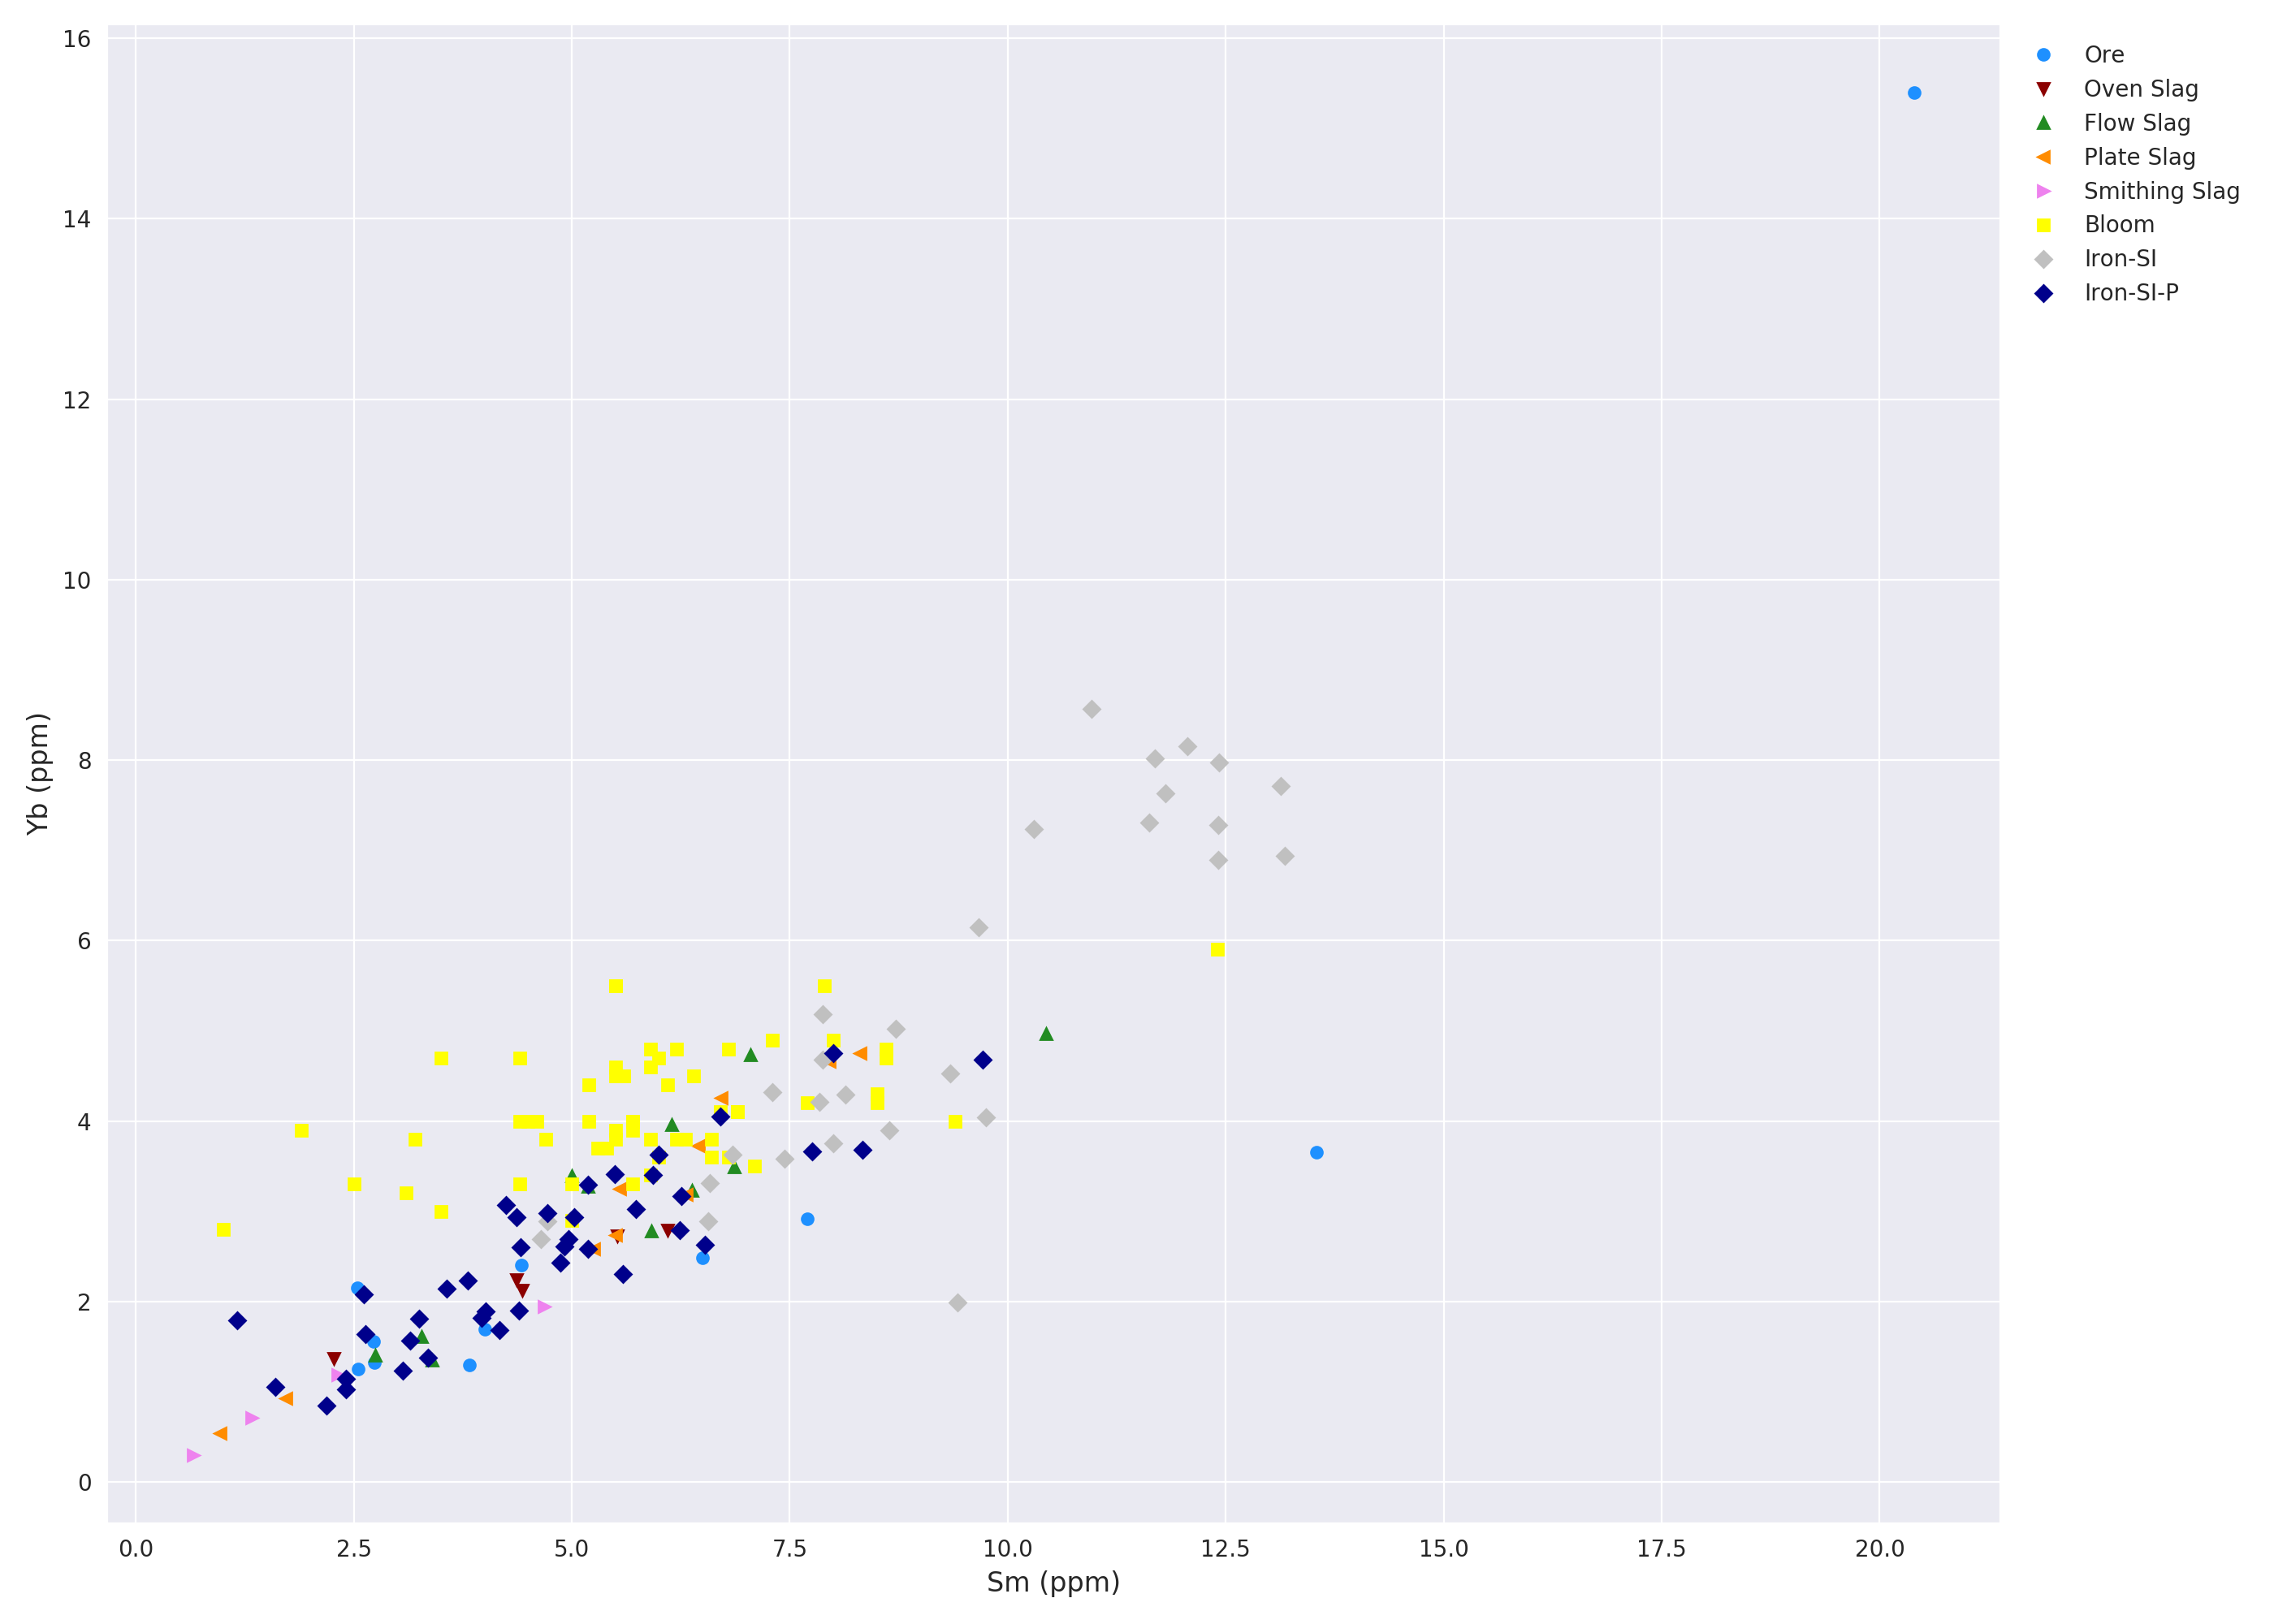 16
14
12
10
8
6
4
2
0
Yb (ppm)
0.0 2.5 5.0 7.5 10.0 12.5 15.0 17.5 20.0
Sm (ppm)
Ore
Oven Slag
Flow Slag
Plate Slag
Smithing Slag
Bloom
Iron-SI
Iron-SI-P